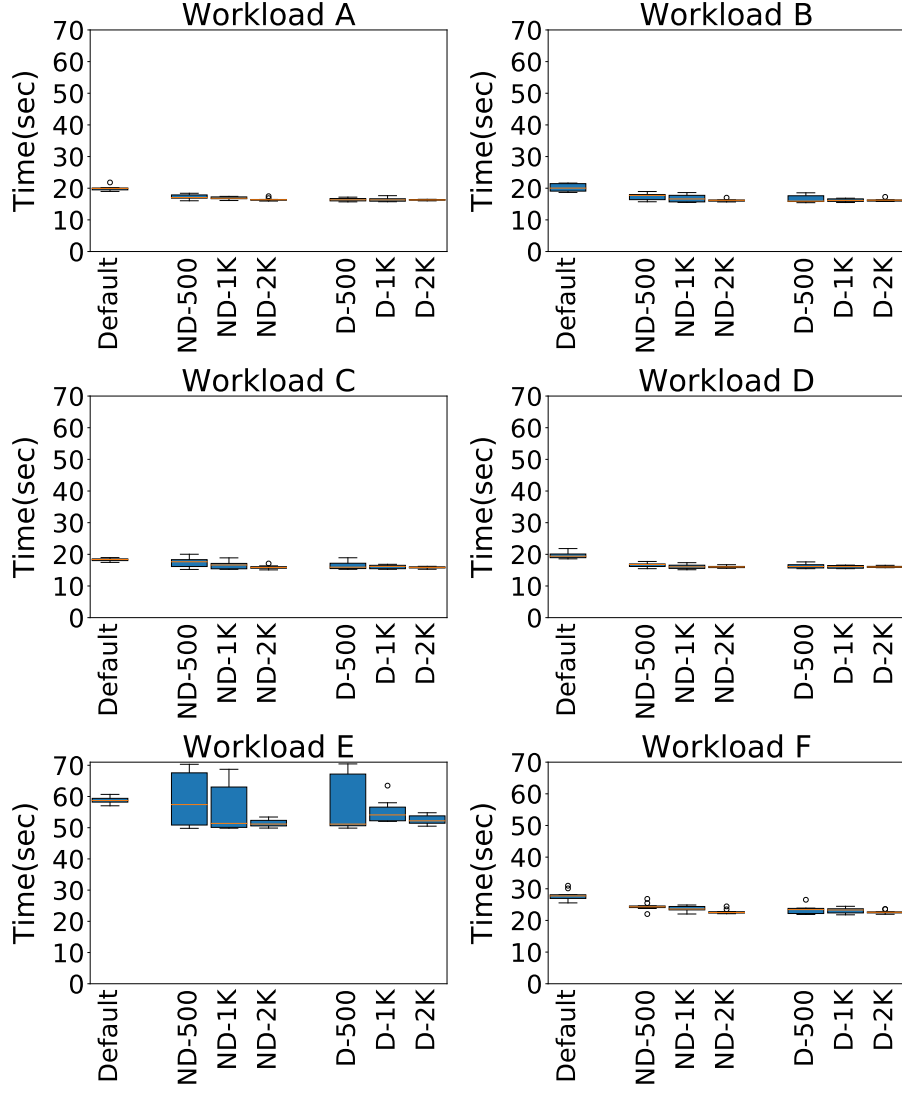 Workload A
Time(sec)
70
60
50
40
30
20
10
0
Default
ND-500
ND-1K
ND-2K
D-500
D-1K
D-2K
Workload B
Time(sec)
70
60
50
40
30
20
10
0
Default
ND-500
ND-1K
ND-2K
D-500
D-1K
D-2K
Workload C
Time(sec)
70
60
50
40
30
20
10
0
Default
ND-500
ND-1K
ND-2K
D-500
D-1K
D-2K
Workload D
Time(sec)
70
60
50
40
30
20
10
0
Default
ND-500
ND-1K
ND-2K
D-500
D-1K
D-2K
Workload E
Time(sec)
70
60
50
40
30
20
10
0
Default
ND-500
ND-1K
ND-2K
D-500
D-1K
D-2K
Workload F
Time(sec)
70
60
50
40
30
20
10
0
Default
ND-500
ND-1K
ND-2K
D-500
D-1K
D-2K